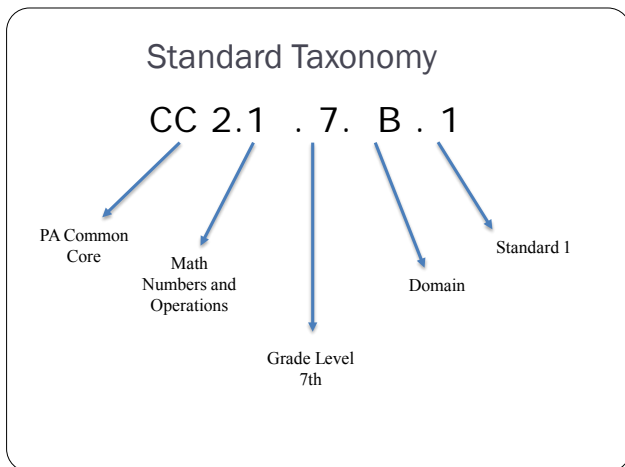 Standard Taxonomy
CC 2.1 . 7. B . 1
PA Common
Core
Math
Numbers and
Operations
Grade Level
7th
Domain
Standard 1